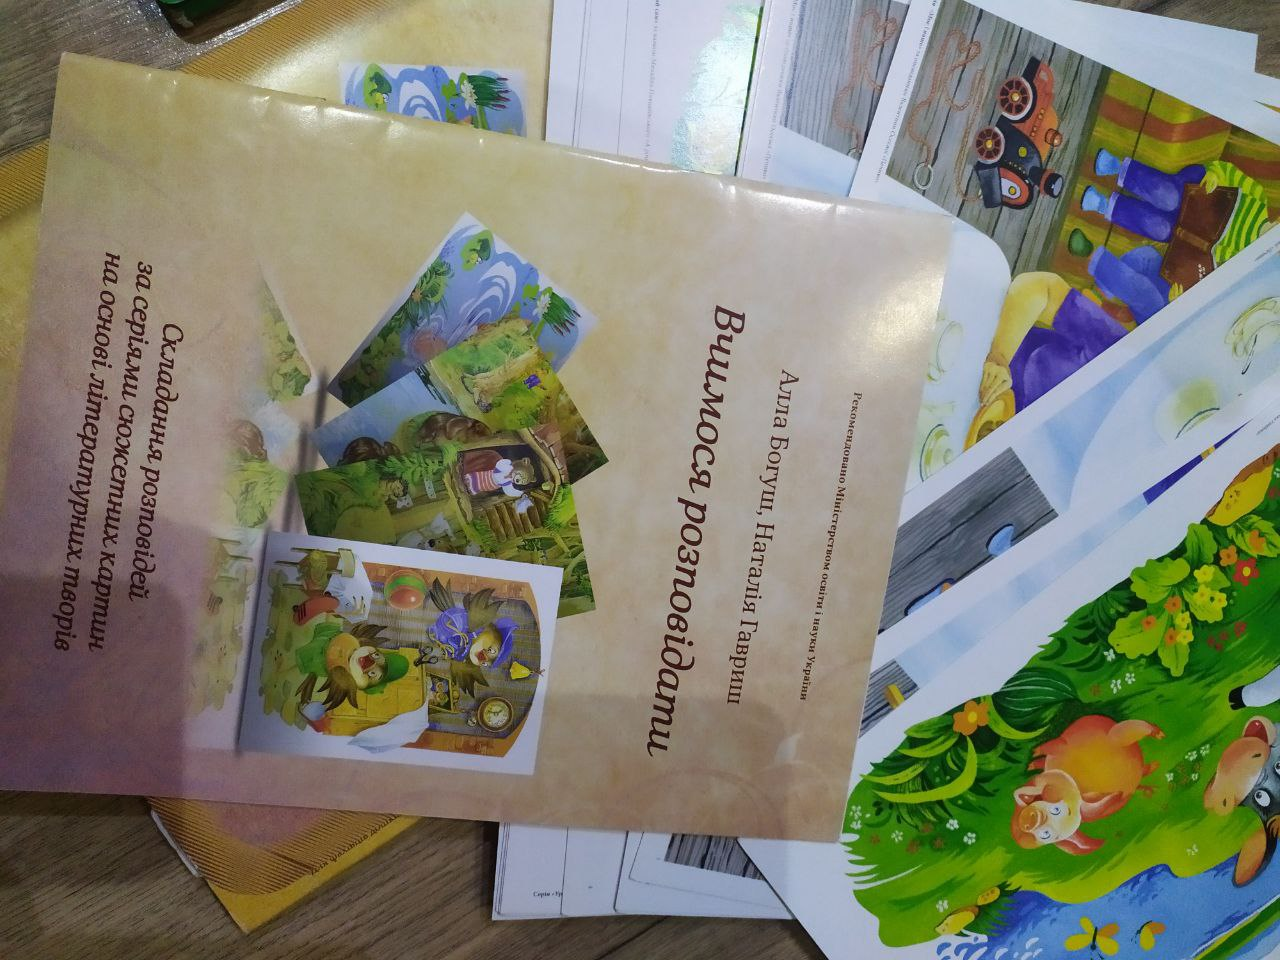 Рекомендовано Міністерством освіти і науки України
Алла Богуш, Наталія Гавриш
Вчимося розповідати
Складання розповідей
за серіями сюжетних картин
на основі літературних творів
Серія